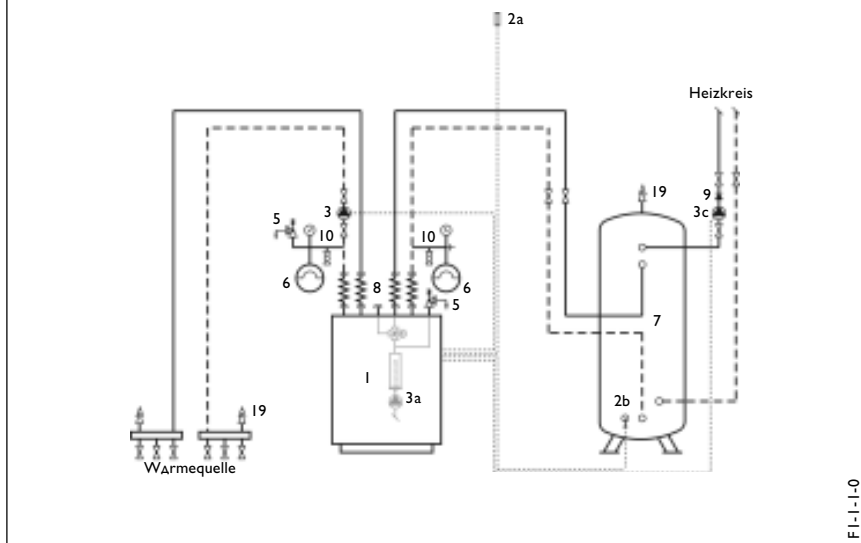 2a
Heizkreis
19
9
3c
5
3
10
10
6
8
6
5
7
1
3a
2b
19
WΔrmequelle
F1-1-1-0